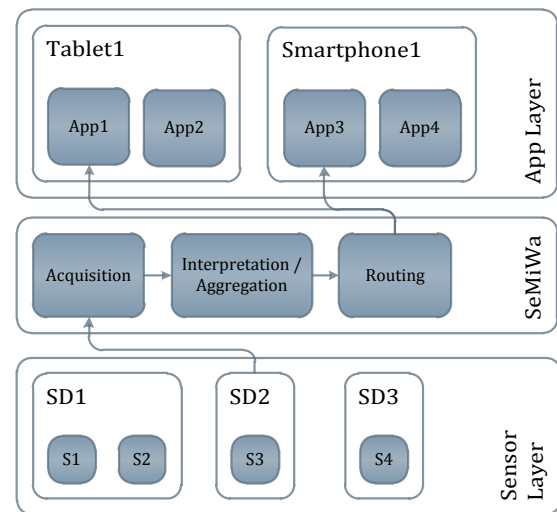 Tablet1
Smartphone1
App1
App2
App3
App4
App Layer
Acquisition
Interpretation /
Aggregation
Routing
SeMiWa
SD1
SD2
SD3
S1
S2
S3
S4
Sensor
Layer